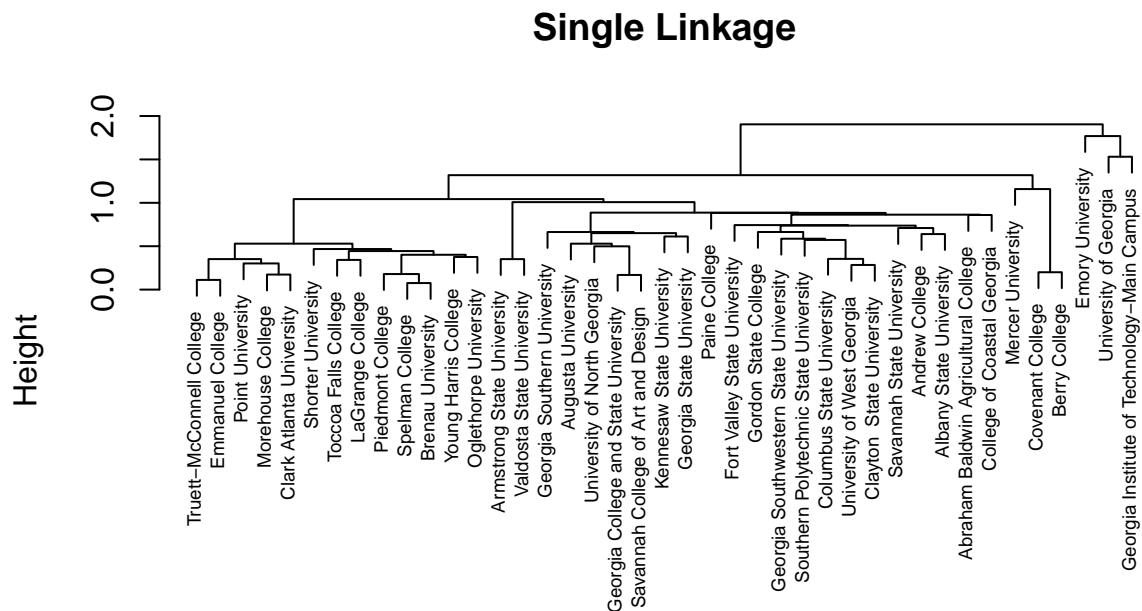 Single Linkage
Height
2.0
1.0
0.0
Truett−McConnell College
Emmanuel College
Point University
Morehouse College
Clark Atlanta University
Shorter University
Toccoa Falls College
LaGrange College
Piedmont College
Spelman College
Brenau University
Young Harris College
Oglethorpe University
Armstrong State University
Valdosta State University
Georgia Southern University
Augusta University
University of North Georgia
Georgia College and State University
Savannah College of Art and Design
Kennesaw State University
Georgia State University
Paine College
Fort Valley State University
Gordon State College
Georgia Southwestern State University
Southern Polytechnic State University
Columbus State University
University of West Georgia
Clayton State University
Savannah State University
Andrew College
Albany State University
Abraham Baldwin Agricultural College
College of Coastal Georgia
Mercer University
Covenant College
Berry College
Emory University
University of Georgia
Georgia Institute of Technology−Main Campus